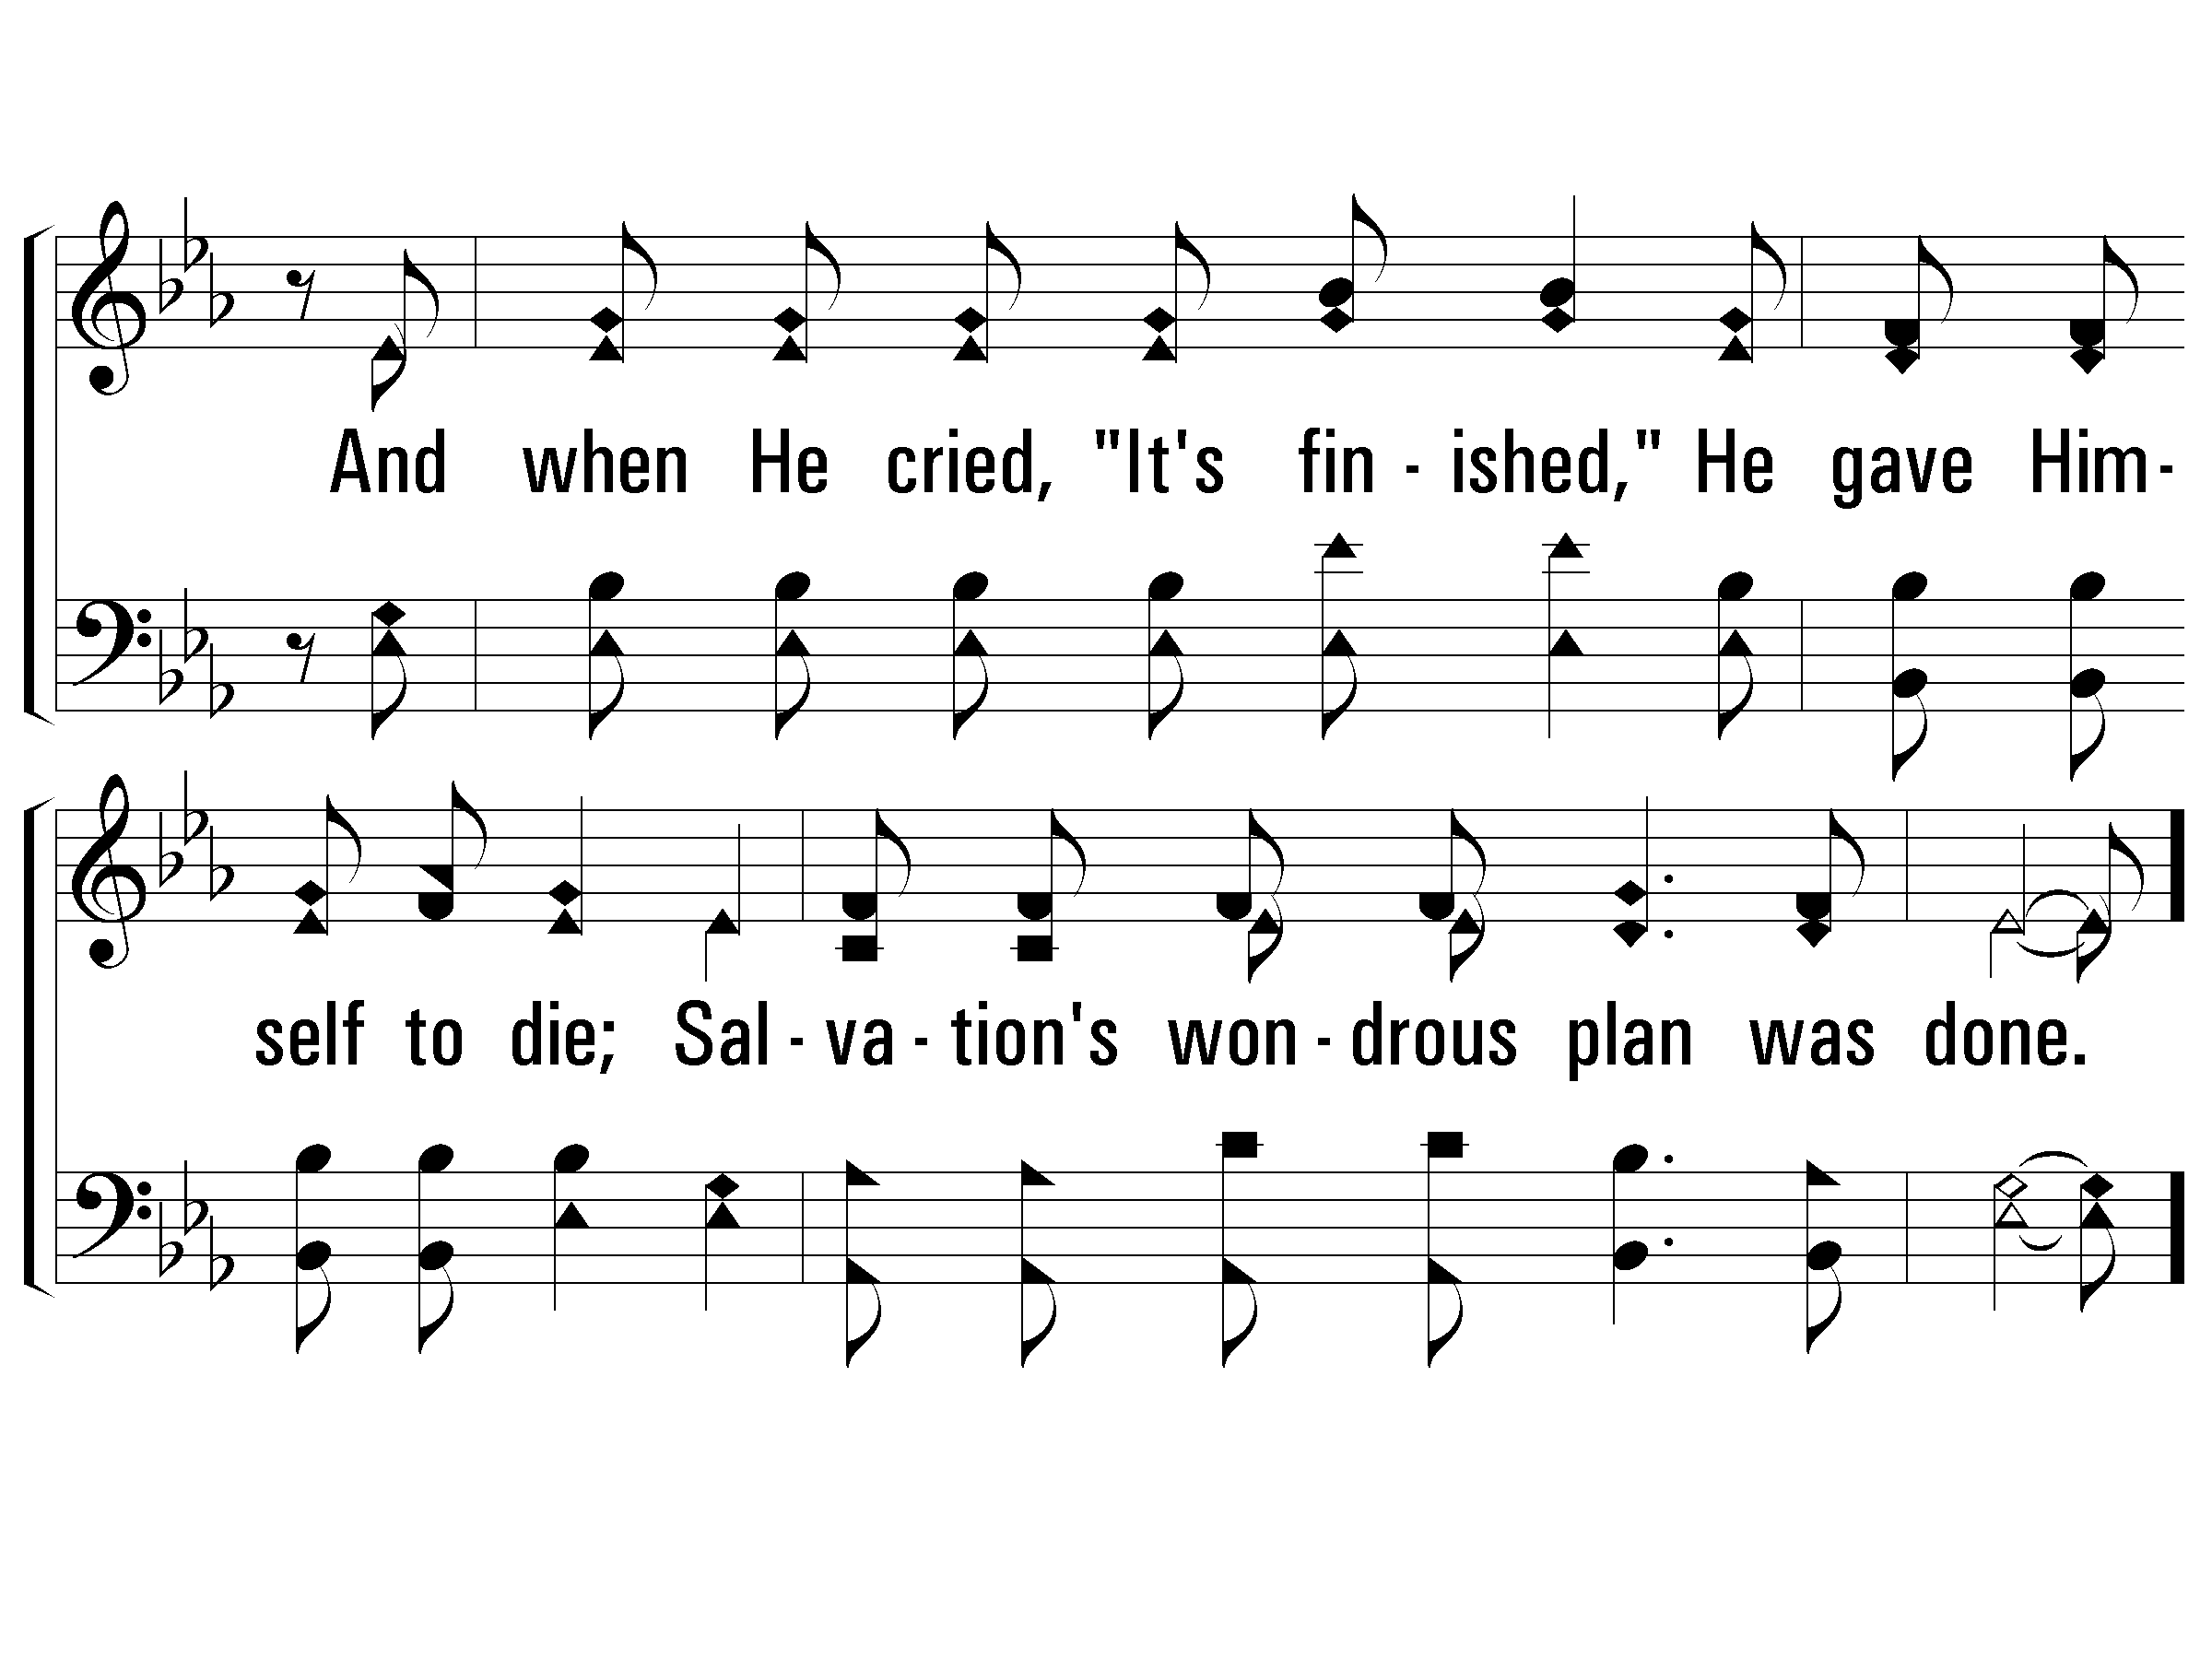 And when He cried, "It's fin - ished," He gave Him-
self to die; Sal - va - tion's won - drous plan was done.